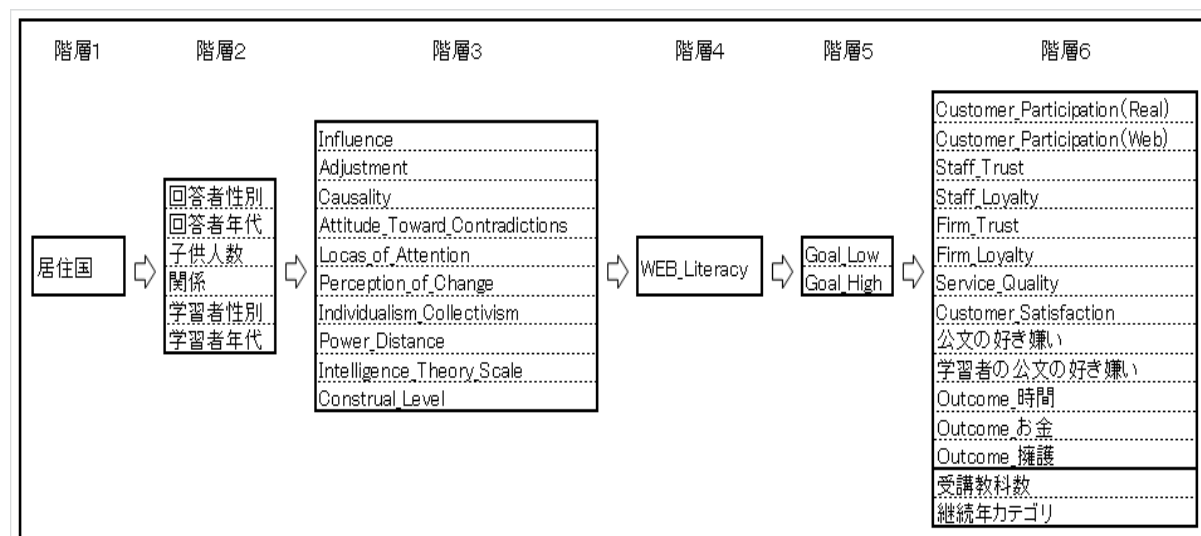 階層1
階層2
階層3
階層4
階層5
階層6
居住国
回答者性別
回答者年代
子供人数
関係
学習者性別
学習者年代
Influence
Adjustment
Causality
Attitude_Toward_Contradictions
Locas_of_Attention
Perception_of_Change
Individualism_Collectivism
Power_Distance
Intelligence_Theory_Scale
Construal_Level
WEB_Literacy
Goal_Low
Goal_High
Customer_Participation(Real)
Customer_Participation(Web)
Staff_Trust
Staff_Loyalty
Firm_Trust
Firm_Loyalty
Service_Quality
Customer_Satisfaction
公文の好き嫌い
学習者の公文の好き嫌い
Outcome_時間
Outcome_お金
Outcome_擁護
受講教科数
継続年カテゴリ